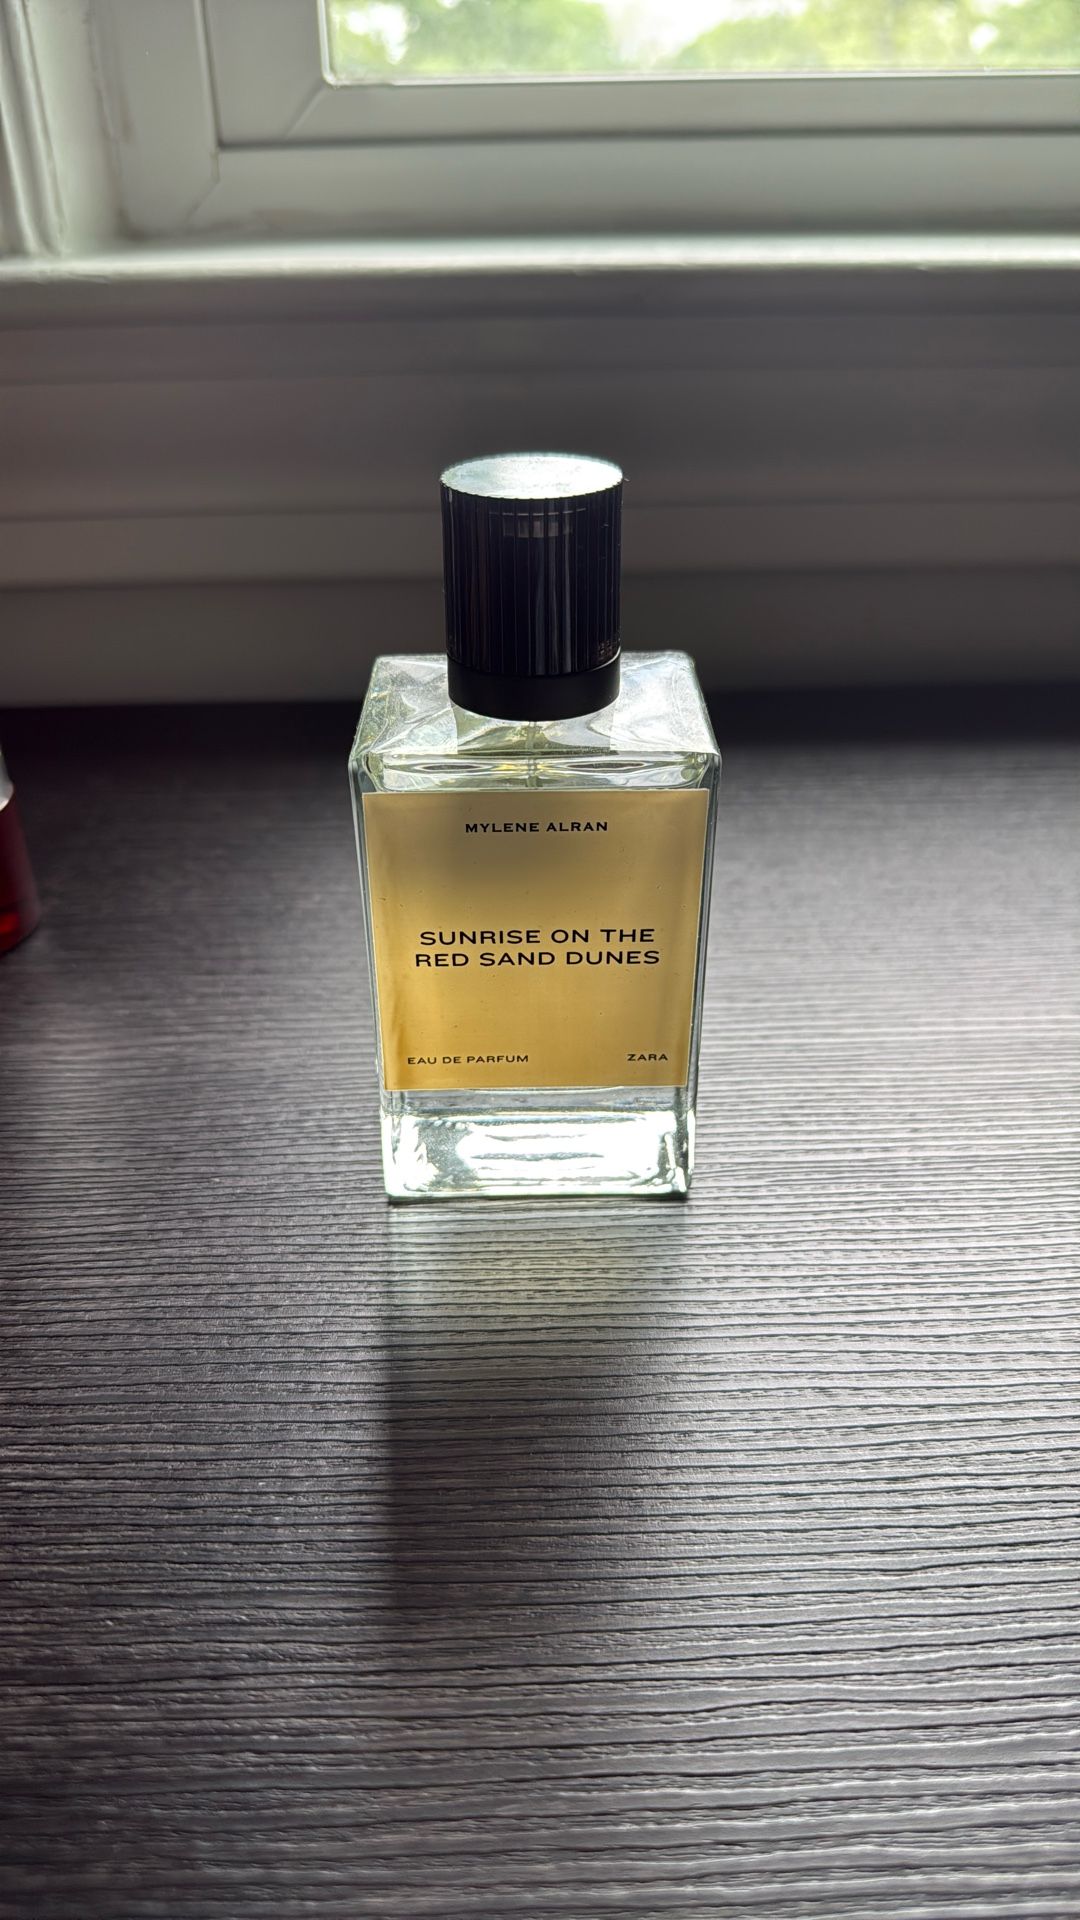 MYLENE ALRAN
SUNRISE ON THE
RED SAND DUNES
EAU DE PARFUM
ZARA